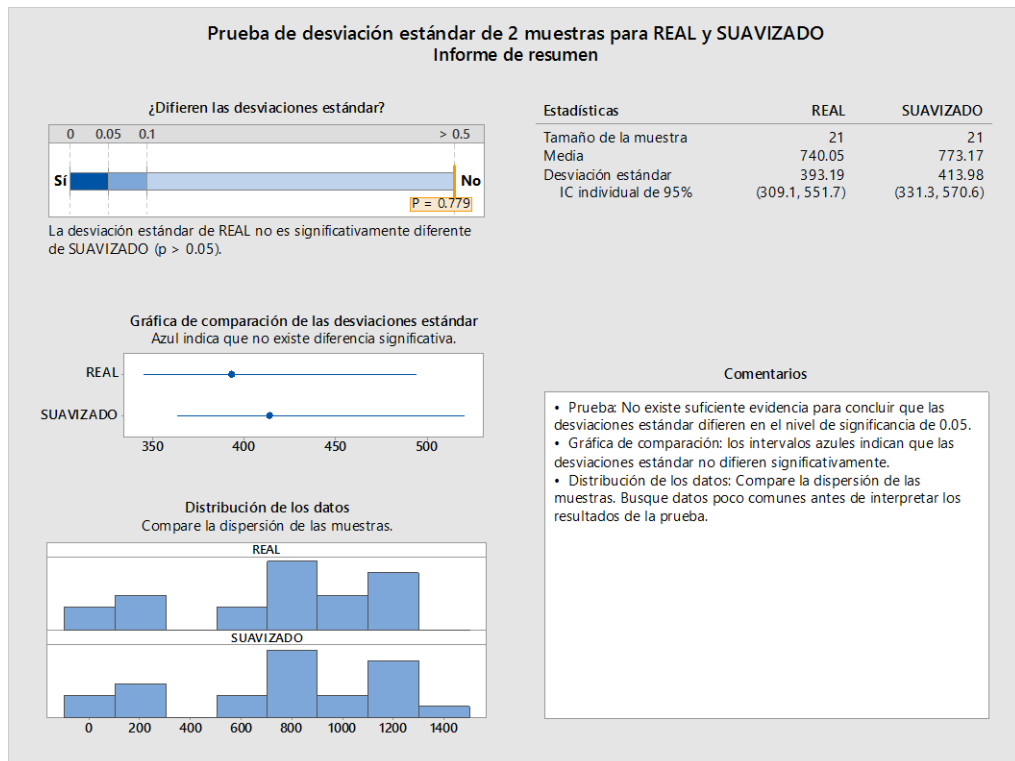 Prueba de desviación estándar de 2 muestras para REAL y SUAVIZADO
Informe de resumen
¿Difieren las desviaciones estándar?
0 0.05 0.1 > 0.5
Sí No
P = 0.779
La desviación estándar de REAL no es significativamente diferente
de SUAVIZADO (p > 0.05).
Estadísticas REAL SUAVIZADO
Tamaño de la muestra 21 21
Media 740.05 773.17
Desviación estándar 393.19 413.98
IC individual de 95% (309.1, 551.7) (331.3, 570.6)
Gráfica de comparación de las desviaciones estándar
Azul indica que no existe diferencia significativa.
REAL
SUAVIZADO
350 400 450 500
Distribución de los datos
Compare la dispersión de las muestras.
REAL
SUAVIZADO
0 200 400 600 800 1000 1200 1400
Comentarios
• Prueba: No existe suficiente evidencia para concluir que las
desviaciones estándar difieren en el nivel de significancia de 0.05.
• Gráfica de comparación: los intervalos azules indican que las
desviaciones estándar no difieren significativamente.
• Distribución de los datos: Compare la dispersión de las
muestras. Busque datos poco comunes antes de interpretar los
resultados de la prueba.